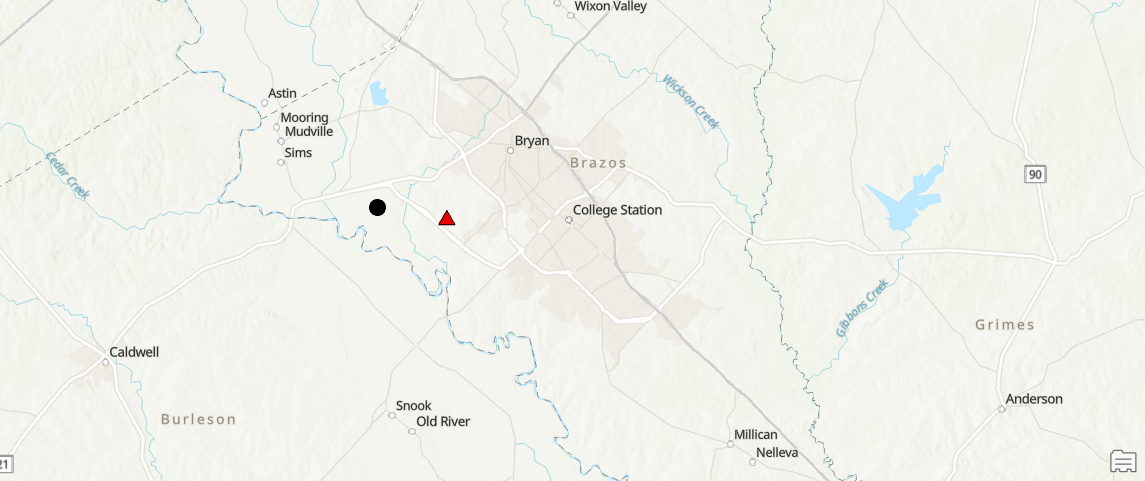 Wixon Valley
Astin
Wickson Creek
Mooring
Mudville
Bryan
Sims
Brazos
Cedar Creek
90
College Station
Gibbons Creek
Grimes
Caldwell
Anderson
Snook
Burleson
Old River
Millican
Nelleva
21